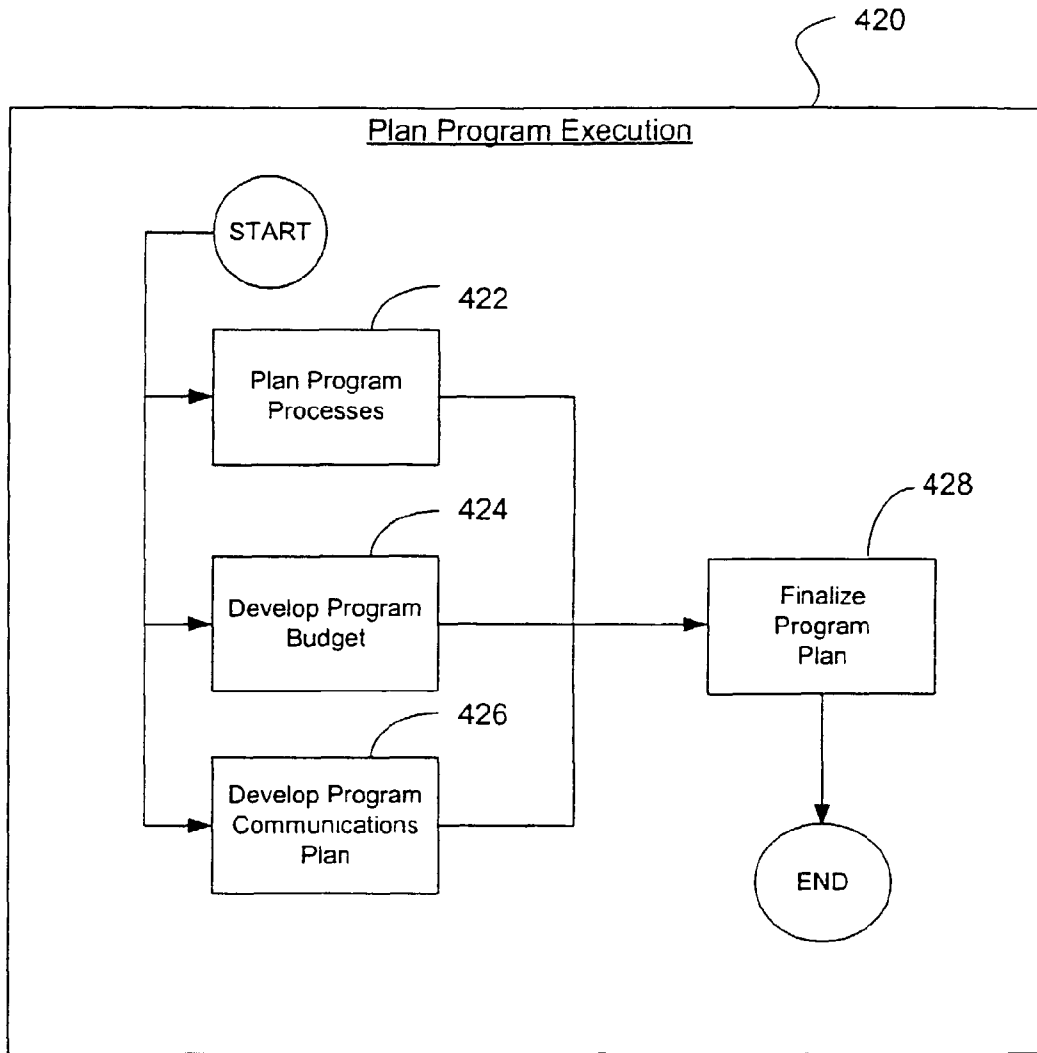 420
Plan Program Execution
START
422
Plan Program
Processes
424
Develop Program
Budget
426
Develop Program
Communications
Plan
428
Finalize
Program
Plan
END